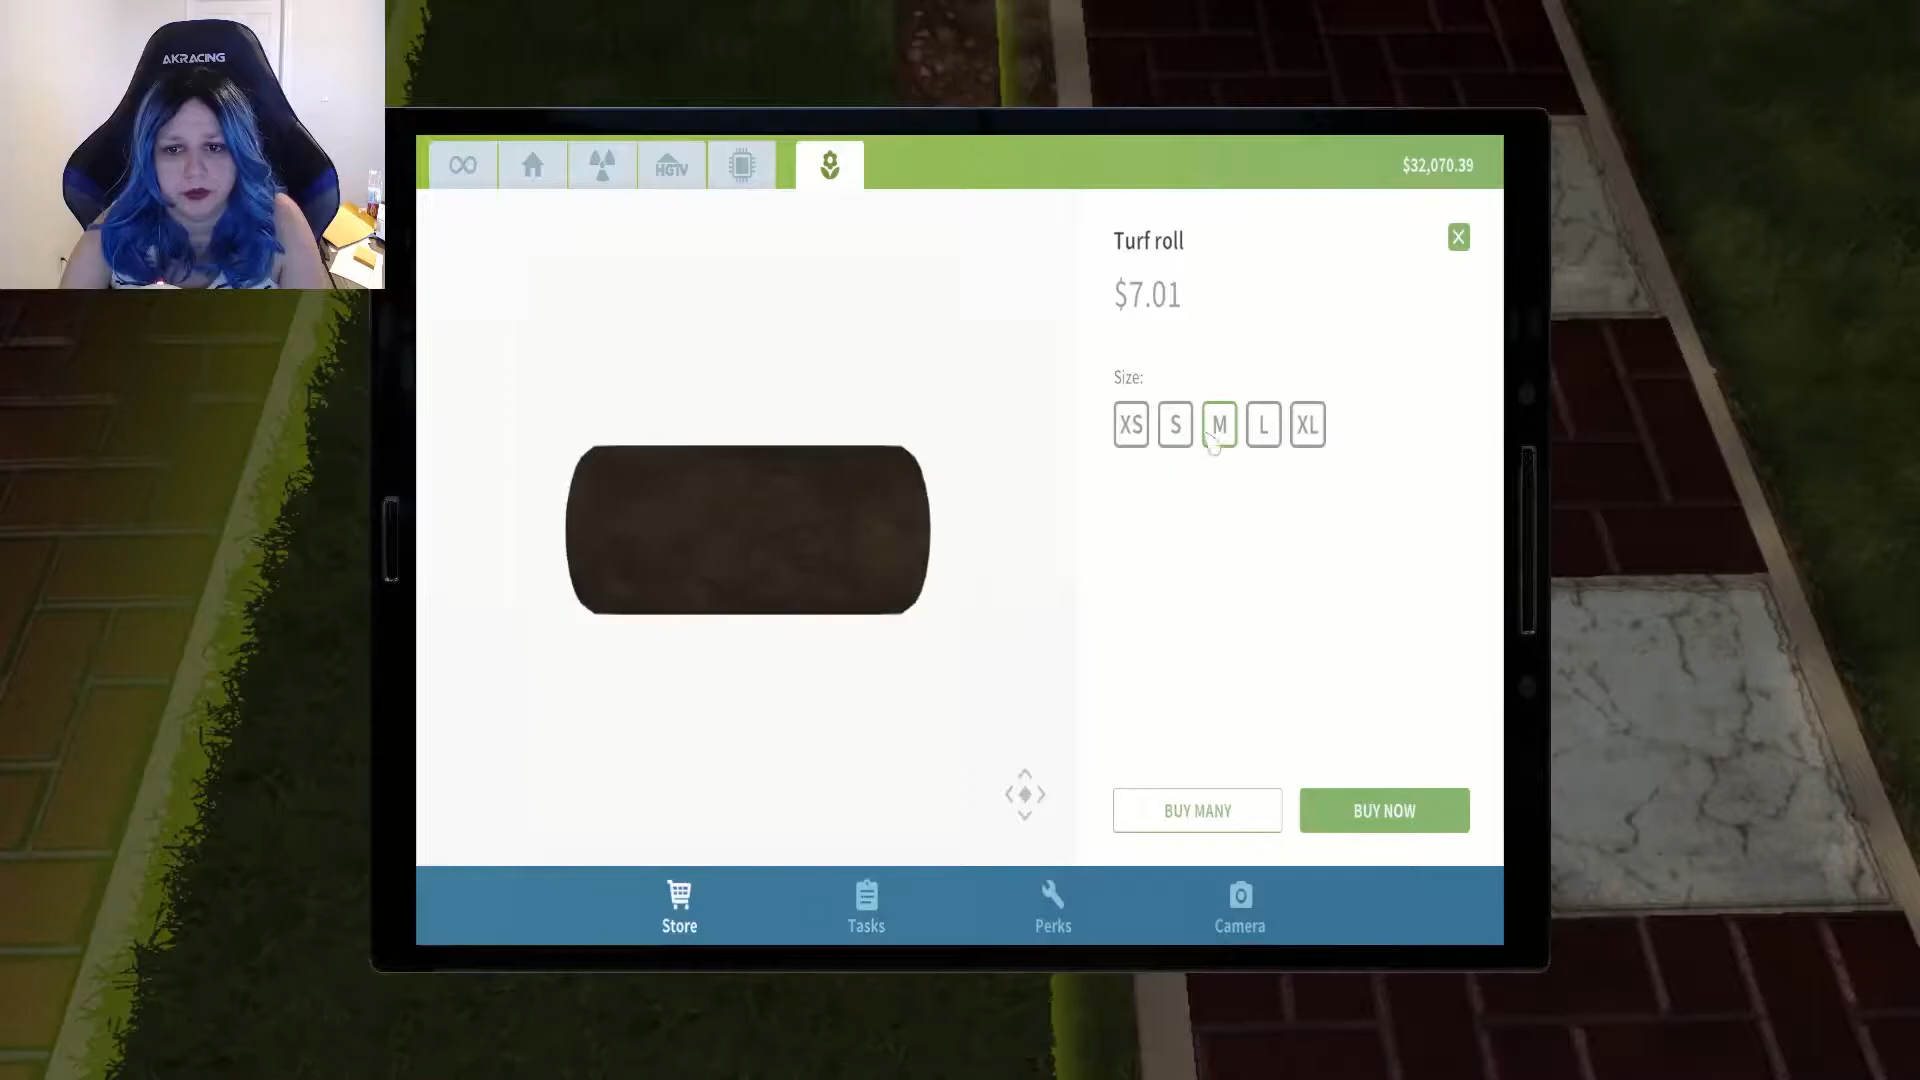 AKRACING
HGTV
$32,070.39
Turf roll
X
$7.01
Size:
XS S M L XL
BUY MANY BUY NOW
Store Tasks Perks Camera